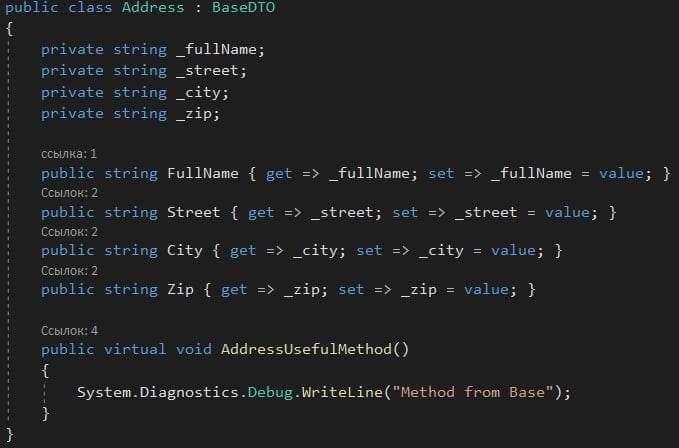 public class Address : BaseDTO
{
private string _fullName;
private string _street;
private string _city;
private string _zip;
ссылка: 1
public string FullName { get => _fullName; set => _fullName = value; }
Ссылок: 2
public string Street { get => _street; set => _street = value; }
Ссылок: 2
public string City { get => _city; set => _city = value; }
Ссылок: 2
public string Zip { get => _zip; set => _zip = value; }
Ссылок: 4
public virtual void AddressUsefulMethod()
{
System.Diagnostics.Debug.WriteLine("Method from Base");
}
}